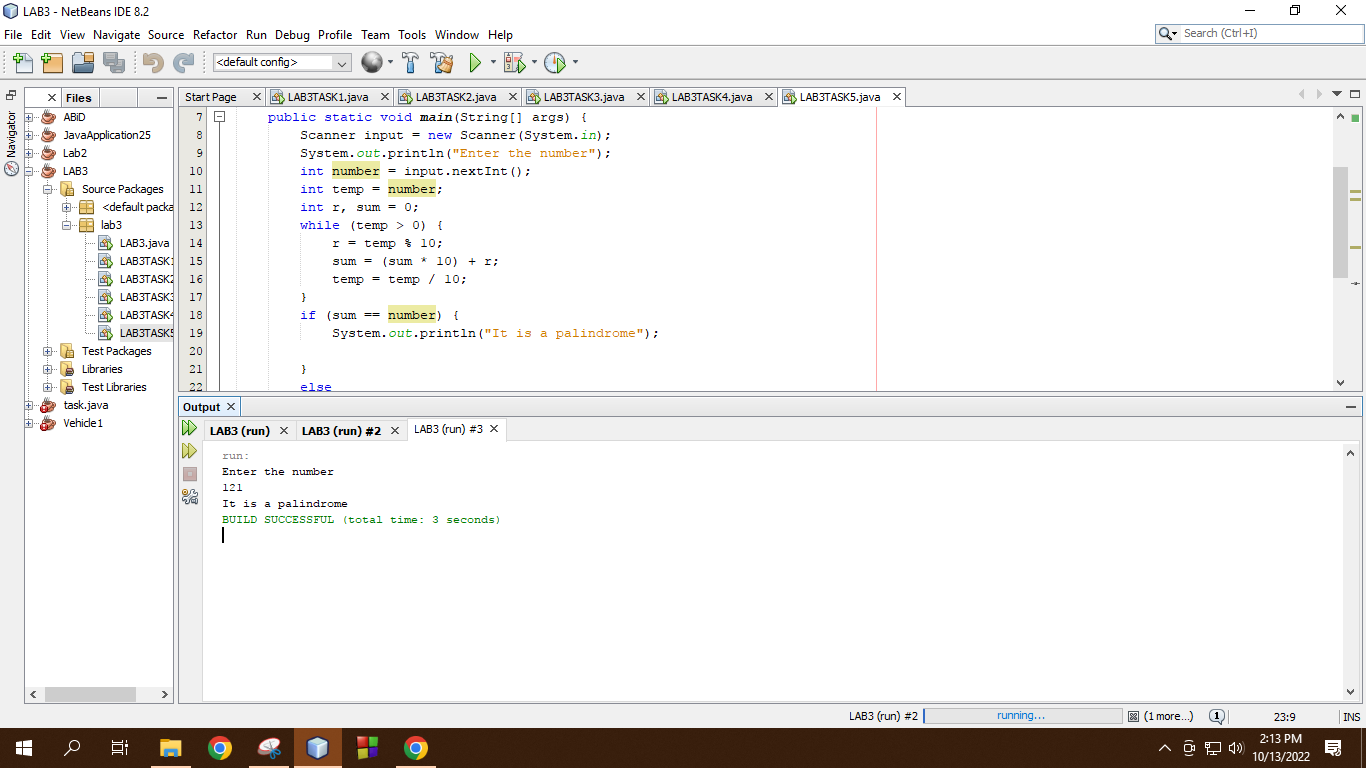 LAB3 - NetBeans IDE 8.2
File Edit View Navigate Source Refactor Run Debug Profile Team Tools Window Help
Search (Ctrl+I)
<default config>
Navigator
Files
ABiD
JavaApplication25
Lab2
LAB3
Source Packages
<default packa
lab3
LAB3.java
LAB3TASK1
LAB3TASK2
LAB3TASK3
LAB3TASK4
LAB3TASK5
Test Packages
Libraries
Test Libraries
task.java
Vehicle1
Start Page LAB3TASK1.java LAB3TASK2.java LAB3TASK3.java LAB3TASK4.java LAB3TASK5.java
7 public static void main(String[] args) {
8 Scanner input = new Scanner(System.in);
9 System.out.println("Enter the number");
10 int number = input.nextInt();
11 int temp = number;
12 int r, sum = 0;
13 while (temp > 0) {
14 r = temp % 10;
15 sum = (sum * 10) + r;
16 temp = temp / 10;
17 }
18 if (sum == number) {
19 System.out.println("It is a palindrome");
20
21 }
22 else
Output
LAB3 (run) LAB3 (run) #2 LAB3 (run) #3
run:
Enter the number
121
It is a palindrome
BUILD SUCCESSFUL (total time: 3 seconds)
LAB3 (run) #2 running... (1 more...) 1 23:9 INS
2:13 PM
10/13/2022